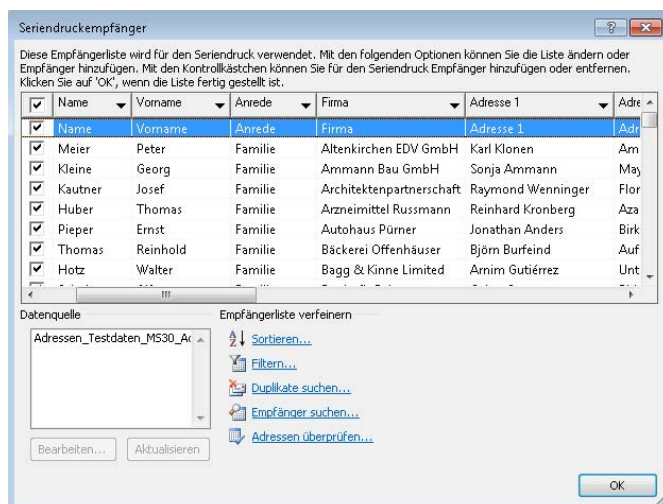 Seriendruckempfänger
Diese Empfängerliste wird für den Seriendruck verwendet. Mit den folgenden Optionen können Sie die Liste ändern oder
Empfänger hinzufügen. Mit den Kontrollkästchen können Sie für den Seriendruck Empfänger hinzufügen oder entfernen.
Klicken Sie auf 'OK', wenn die Liste fertig gestellt ist.
Name Vorname Anrede Firma Adresse 1 Adre
Name Vorname Anrede Firma Adresse 1 Adr
Meier Peter Familie Altenkirchen EDV GmbH Karl Klonen Am
Kleine Georg Familie Ammann Bau GmbH Sonja Ammann May
Kautner Josef Familie Architektenpartnerschaft Raymond Wenninger Flor
Huber Thomas Familie Arzneimittel Russmann Reinhard Kronberg Aza
Pieper Ernst Familie Autohaus Pürner Jonathan Anders Birk
Thomas Reinhold Familie Bäckerei Offenhäuser Björn Burfeind Auf
Hotz Walter Familie Bagg & Kinne Limited Arnim Gutiérrez Unt
Datenquelle Empfängerliste verfeinern
Adressen_Testdaten_MS30_Ac
Sortieren...
Filtern...
Duplikate suchen...
Empfänger suchen...
Adressen überprüfen...
Bearbeiten... Aktualisieren
OK